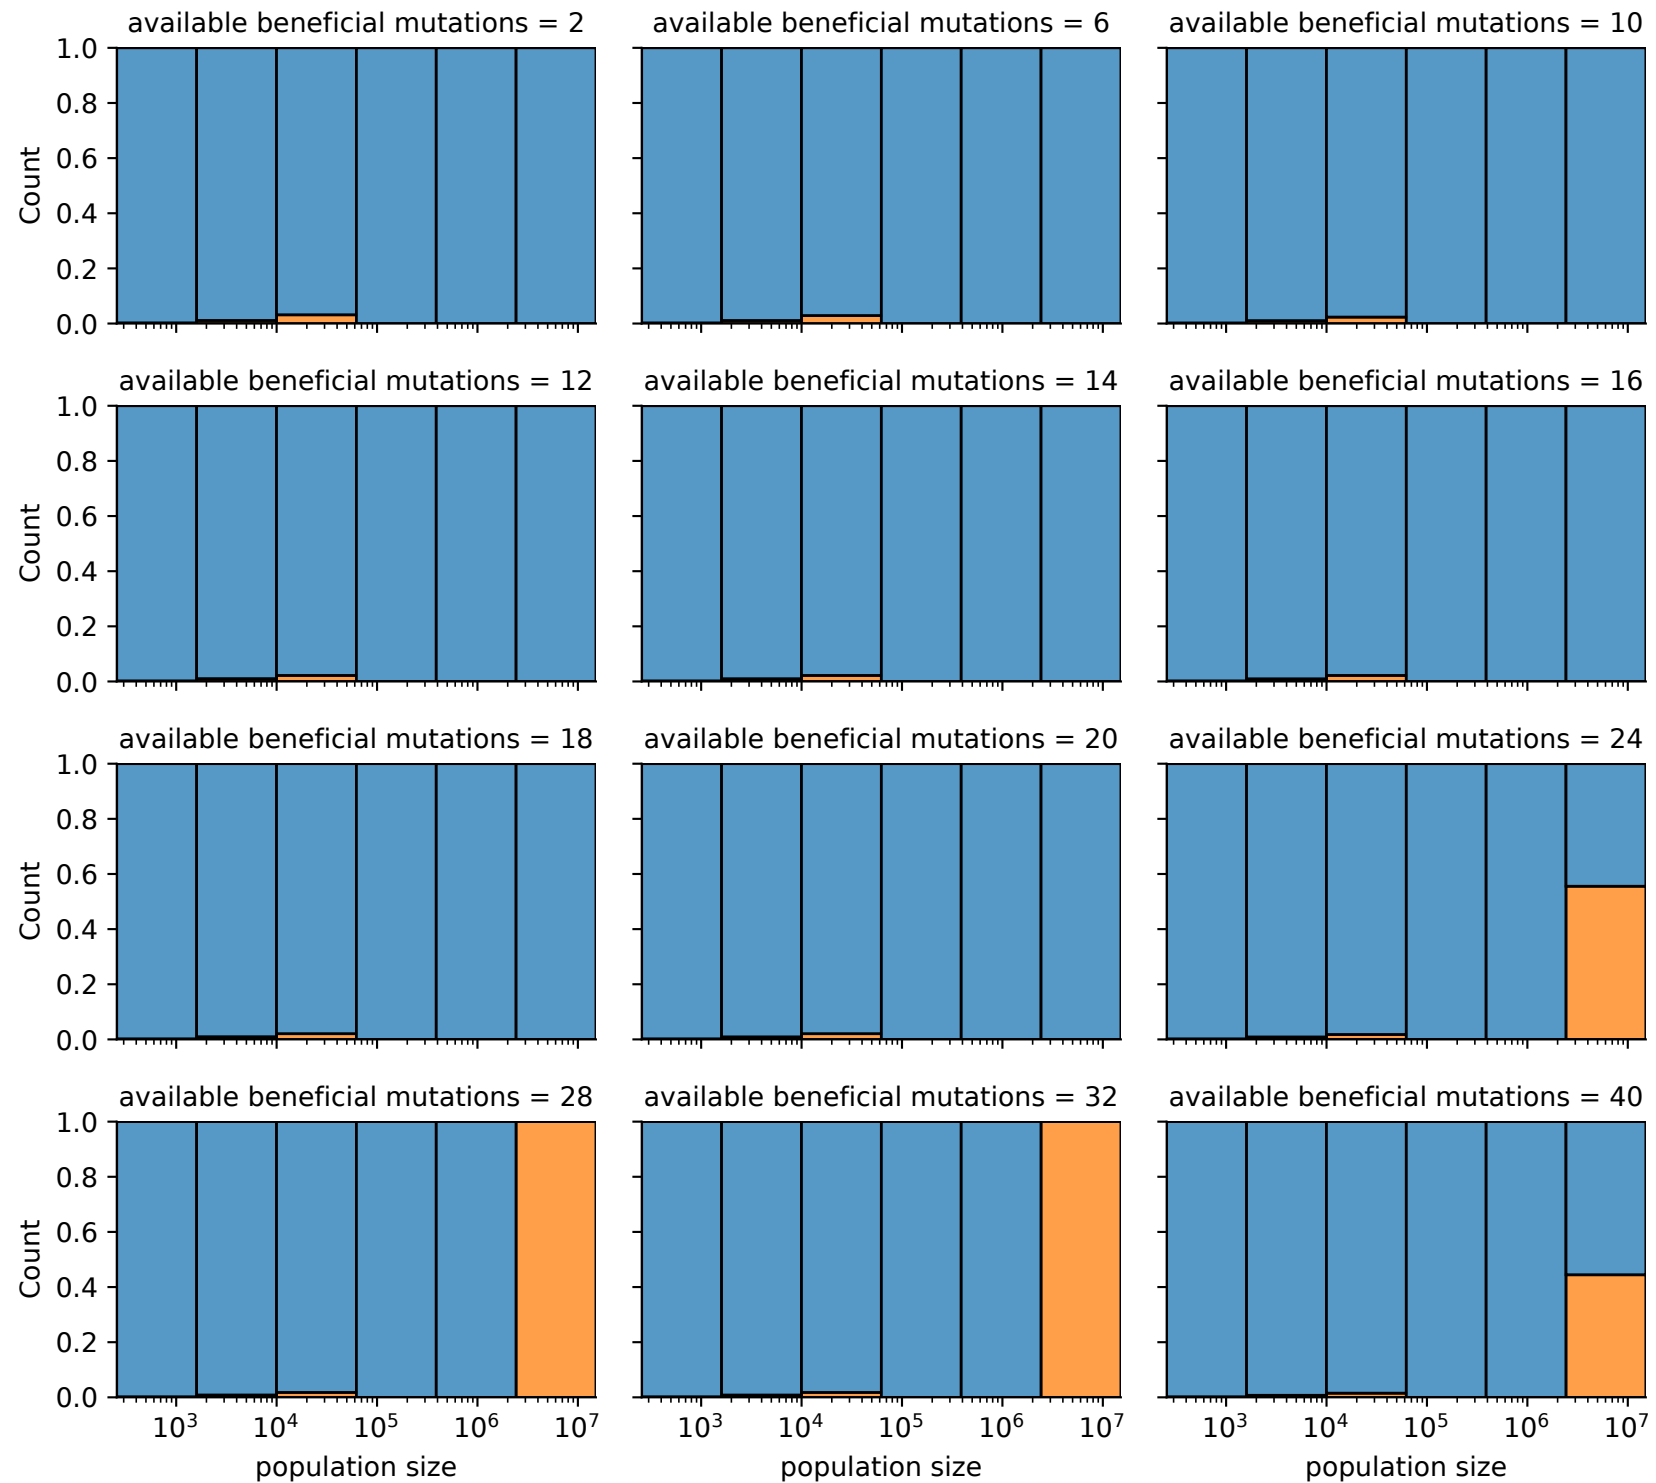 available beneficial mutations = 2
available beneficial mutations = 6
available beneficial mutations = 10
1.0
0.8
0.6
0.4
0.2
0.0
Count
available beneficial mutations = 12
available beneficial mutations = 14
available beneficial mutations = 16
1.0
0.8
0.6
0.4
0.2
0.0
Count
available beneficial mutations = 18
available beneficial mutations = 20
available beneficial mutations = 24
1.0
0.8
0.6
0.4
0.2
0.0
Count
available beneficial mutations = 28
available beneficial mutations = 32
available beneficial mutations = 40
1.0
0.8
0.6
0.4
0.2
0.0
Count
10³ 10⁴ 10⁵ 10⁶ 10⁷
10³ 10⁴ 10⁵ 10⁶ 10⁷
10³ 10⁴ 10⁵ 10⁶ 10⁷
population size
population size
population size